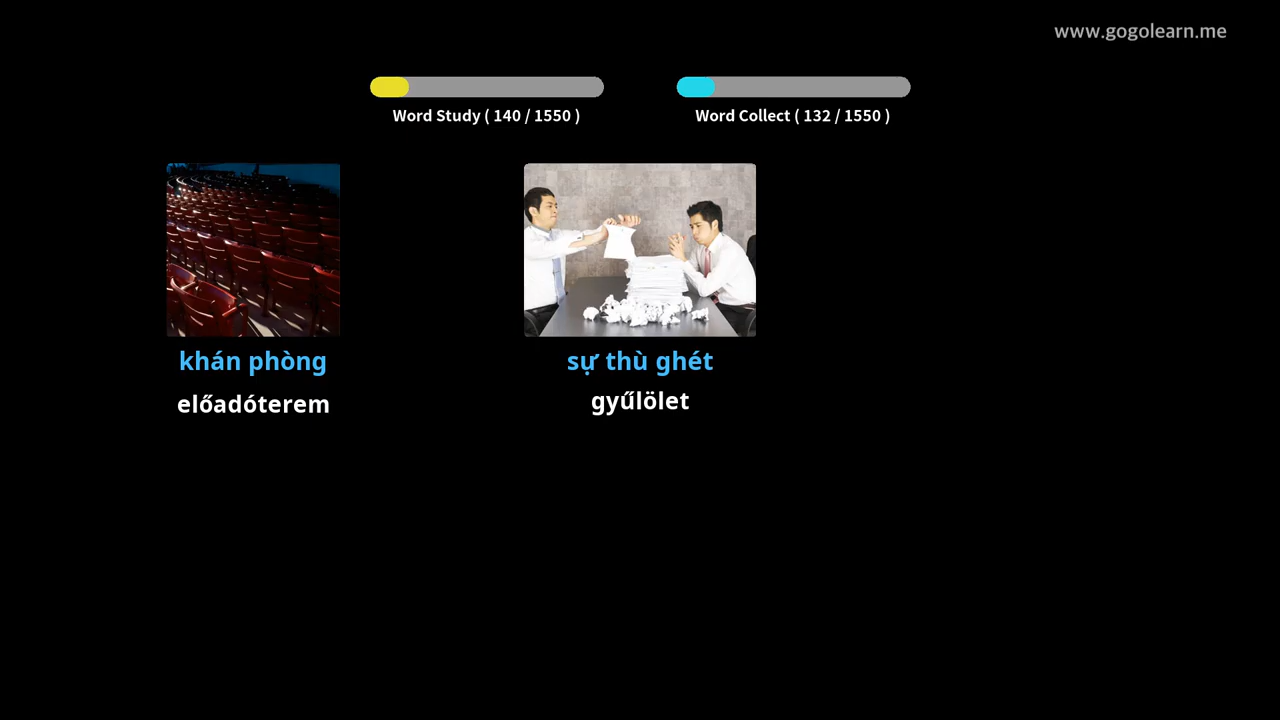 www.gogolearn.me
Word Study ( 140 / 1550 )
Word Collect ( 132 / 1550 )
khán phòng
előadóterem
sự thù ghét
gyűlölet